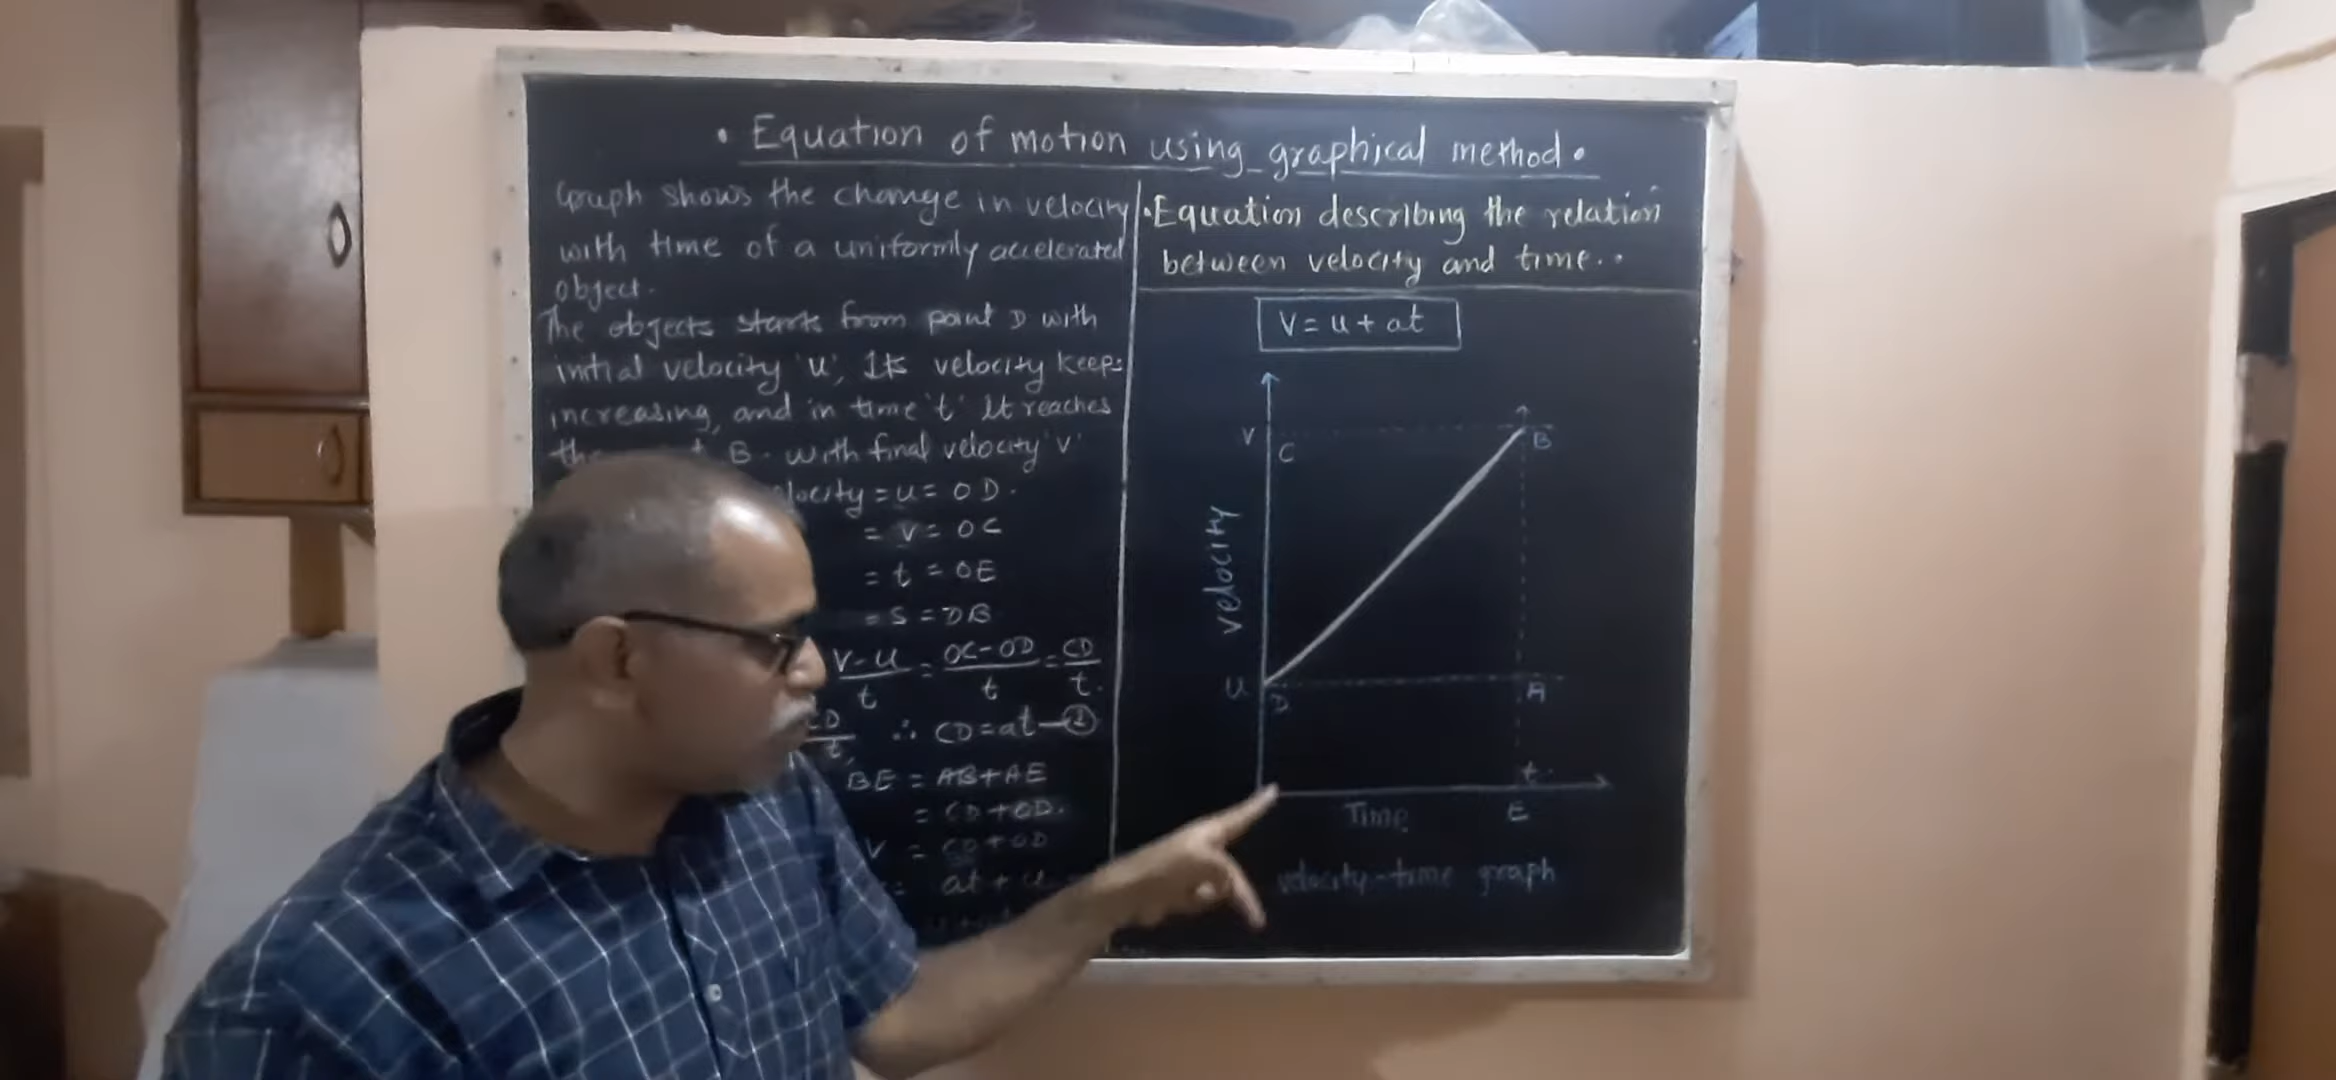 • Equation of motion using graphical method •
Graph shows the change in velocity
with time of a uniformly accelerated
object.
The objects starts from point D with
initial velocity 'u', Its velocity keeps
increasing, and in time 't' It reaches
B. with final velocity 'v'
= u = OD.
= v = OC
= t = OE
= S = DB
V-u/t = OC-OD/t = CD/t.
CD/t, ∴ CD = at —②
BE = AB + AE
= CD + OD.
V = CD + OD
= at + u
• Equation describing the relation
between velocity and time..
V = u + at
V
C
B
velocity
u
D
A
t
Time
E
velocity-time graph